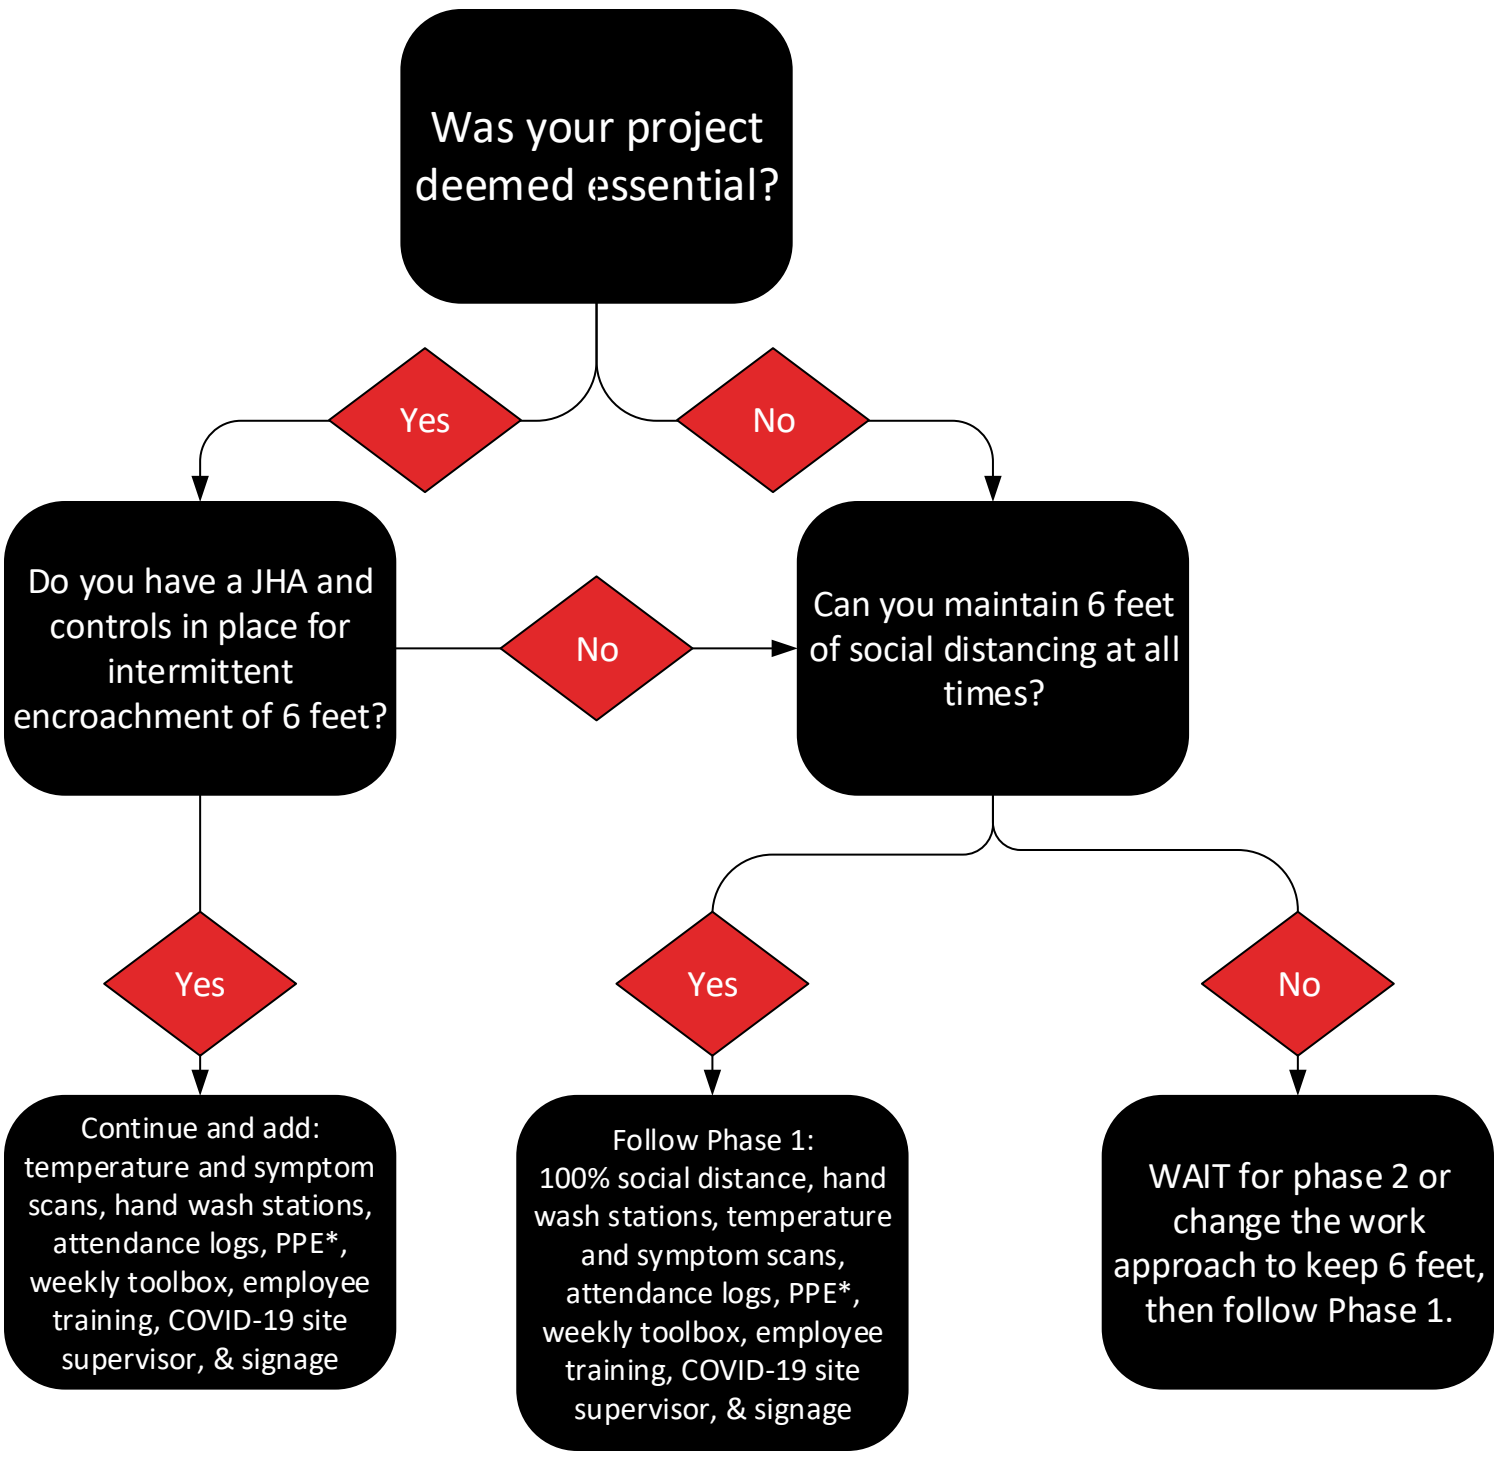 Was your project
deemed essential?
Yes
No
Do you have a JHA and
controls in place for
intermittent
encroachment of 6 feet?
No
Can you maintain 6 feet
of social distancing at all
times?
Yes
Yes
No
Continue and add:
temperature and symptom
scans, hand wash stations,
attendance logs, PPE*,
weekly toolbox, employee
training, COVID-19 site
supervisor, & signage
Follow Phase 1:
100% social distance, hand
wash stations, temperature
and symptom scans,
attendance logs, PPE*,
weekly toolbox, employee
training, COVID-19 site
supervisor, & signage
WAIT for phase 2 or
change the work
approach to keep 6 feet,
then follow Phase 1.